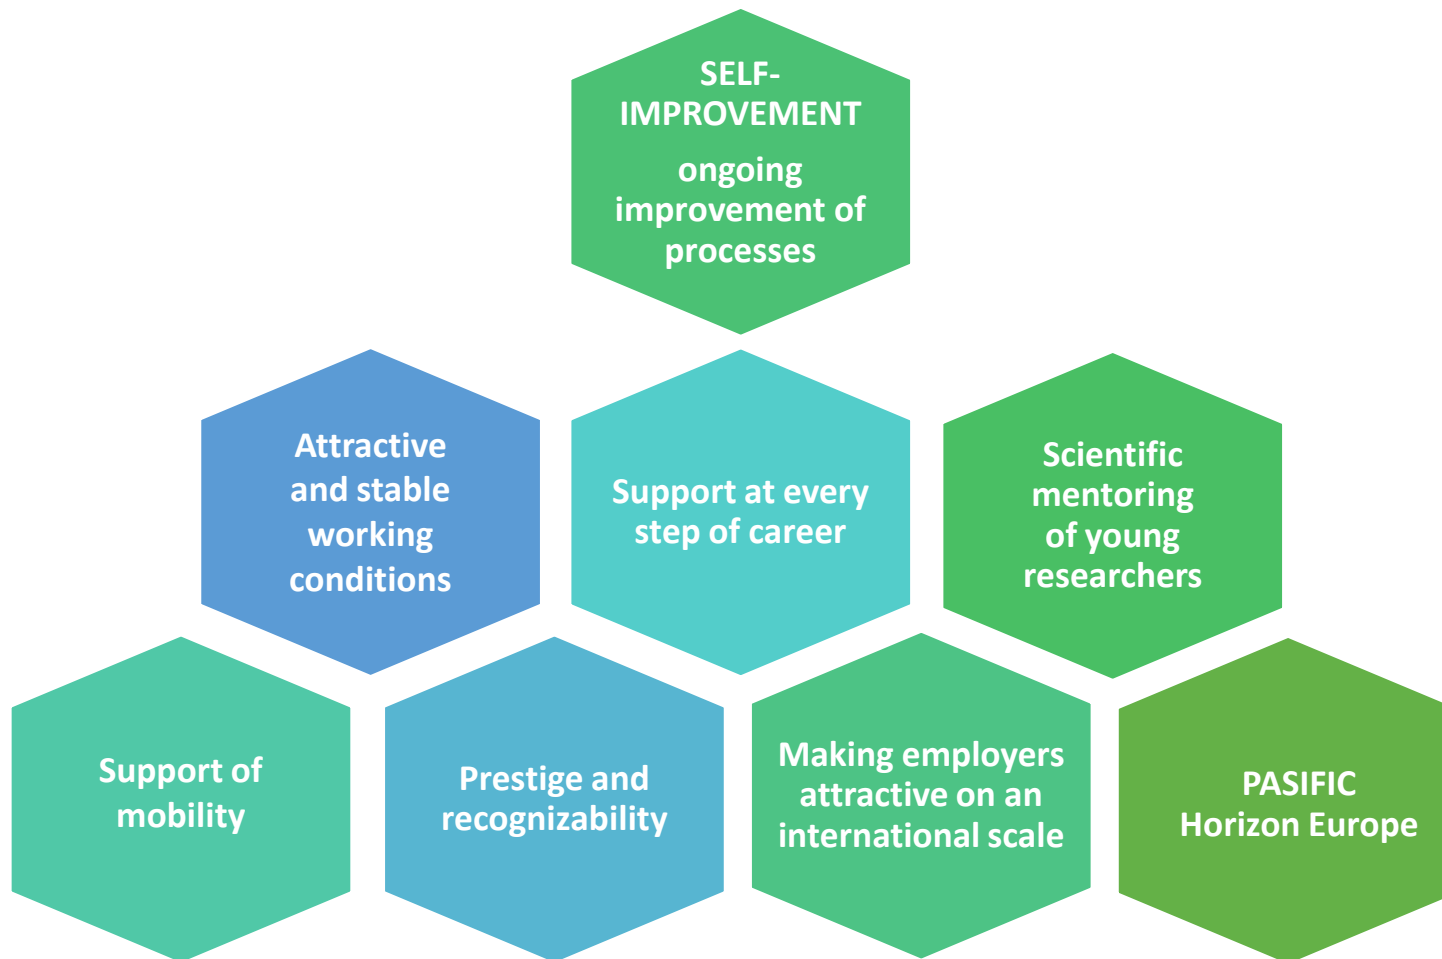 SELF-
IMPROVEMENT
ongoing
improvement of
processes
Attractive
and stable
working
conditions
Support at every
step of career
Scientific
mentoring
of young
researchers
Support of
mobility
Prestige and
recognizability
Making employers
attractive on an
international scale
PASIFIC
Horizon Europe